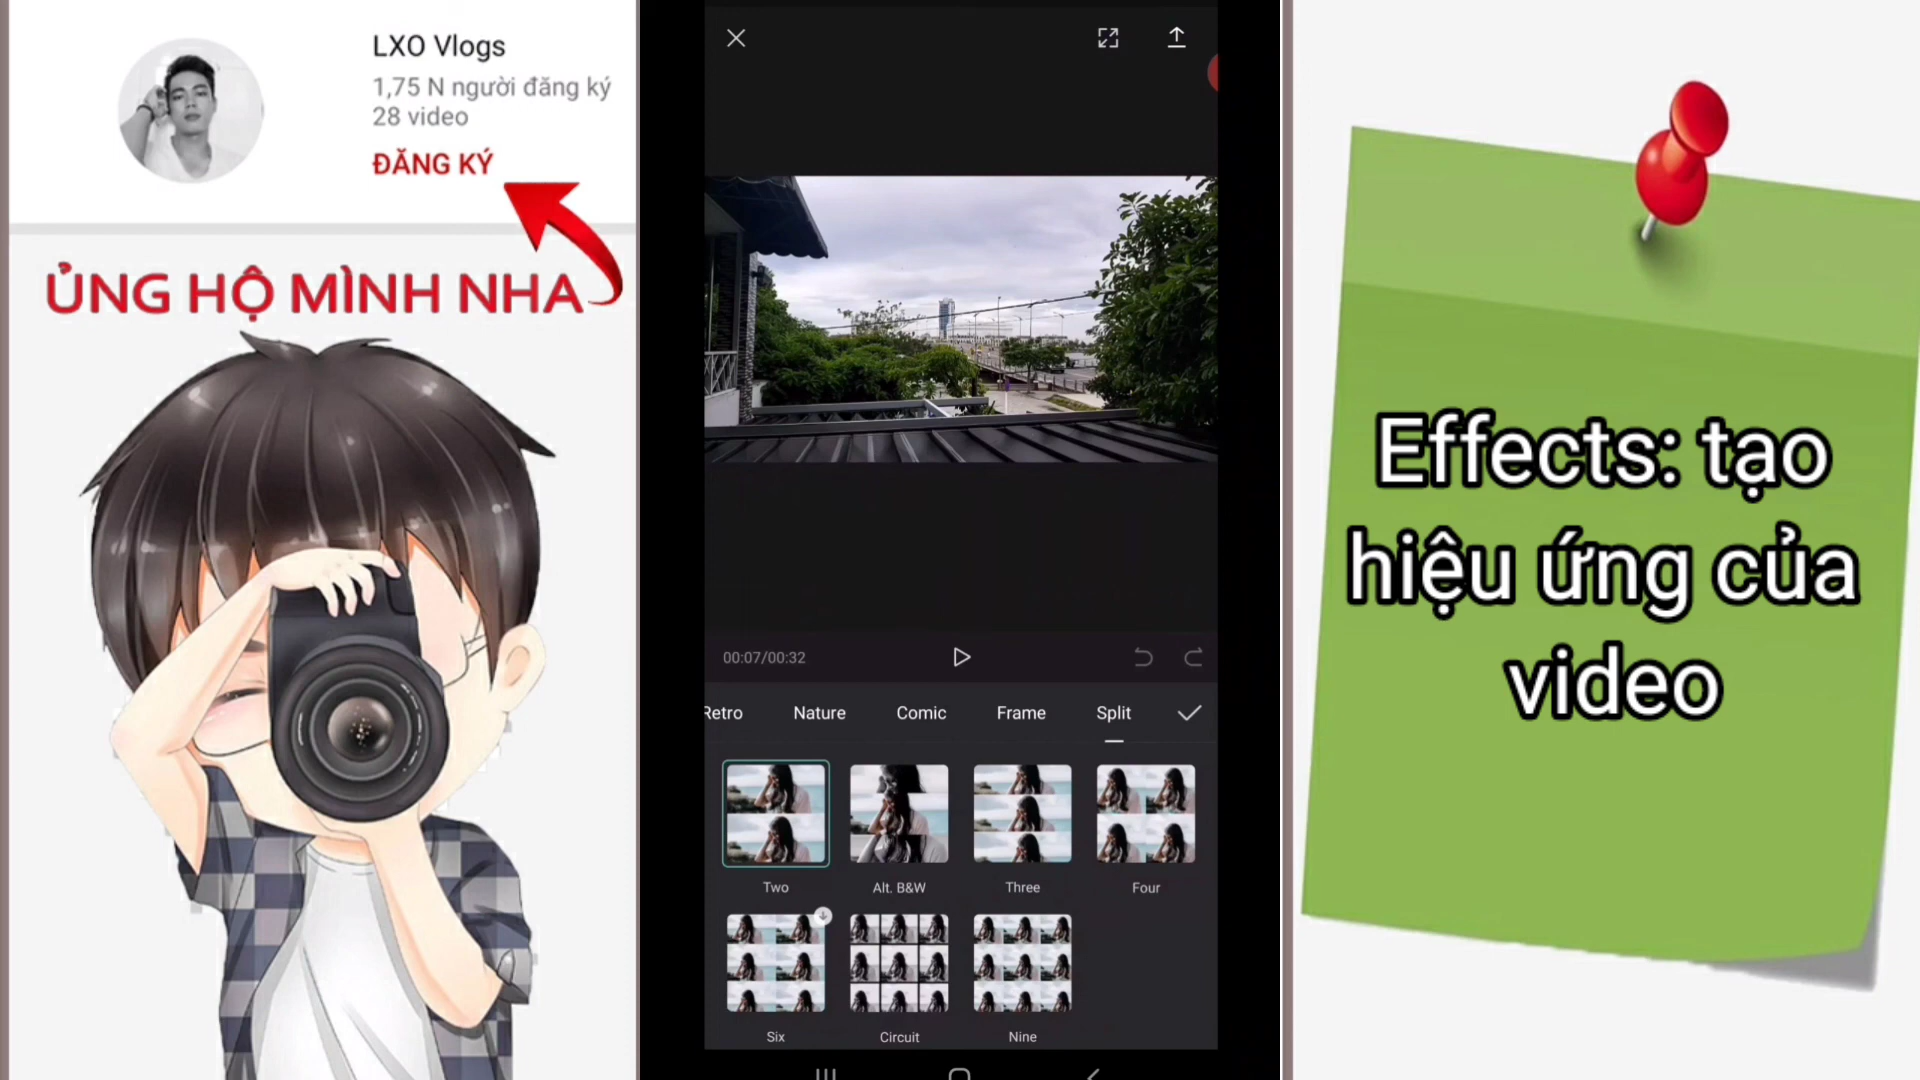 LXO Vlogs
1,75 N người đăng ký
28 video
ĐĂNG KÝ
ỦNG HỘ MÌNH NHA
00:07/00:32
Retro Nature Comic Frame Split
Two Alt. B&W Three Four
Six Circuit Nine
Effects: tạo
hiệu ứng của
video